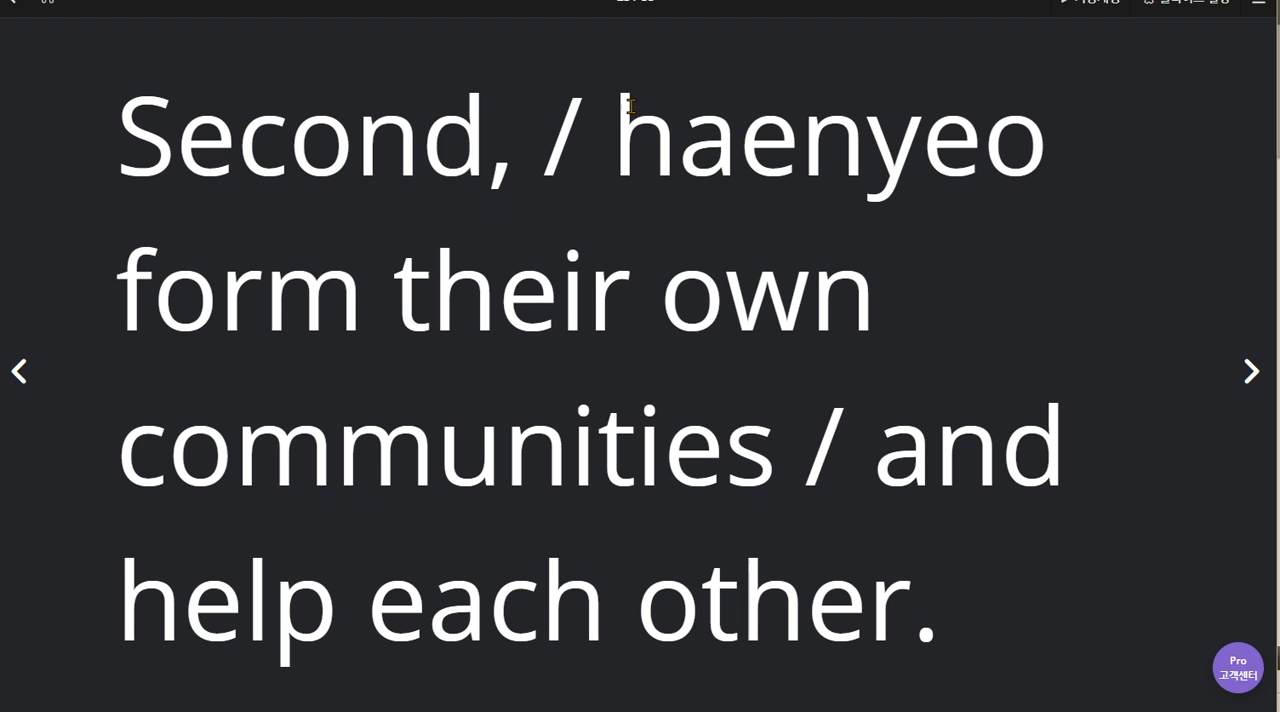 Second, / haenyeo
form their own
communities / and
help each other.
Pro
고객센터